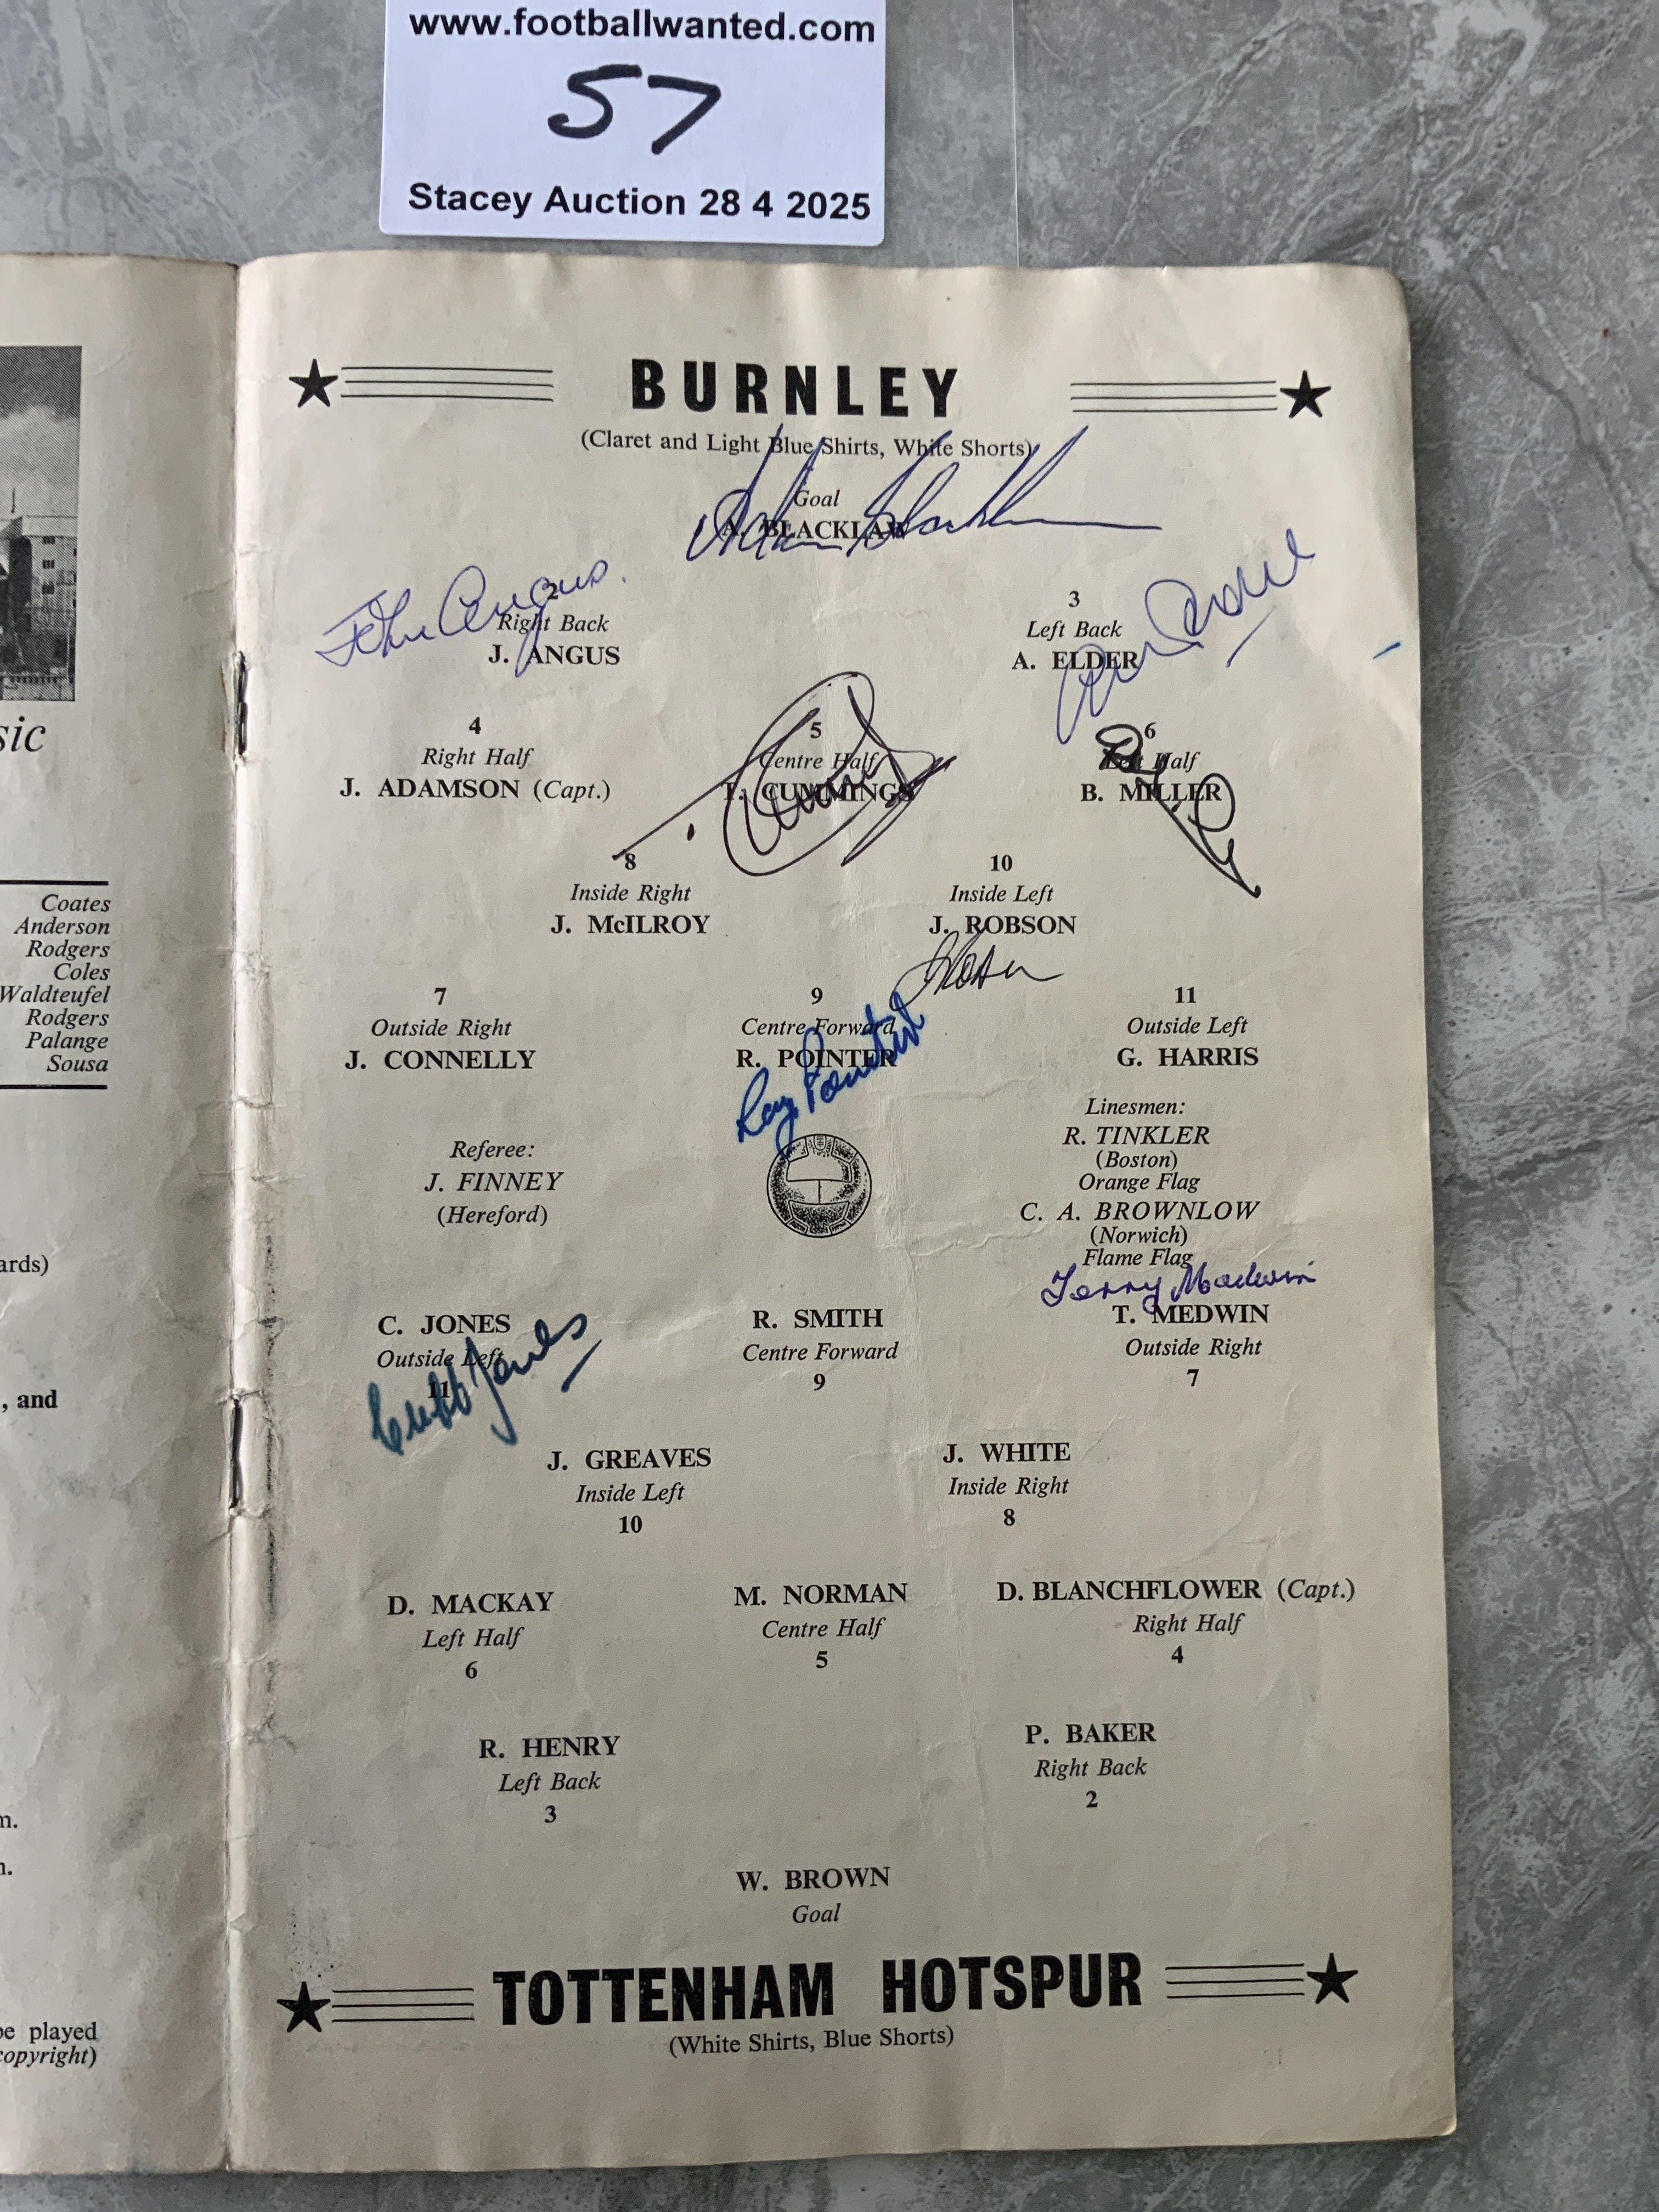 www.footballwanted.com
57
Stacey Auction 28 4 2025
sic
Coates
Anderson
Rodgers
Coles
Waldteufel
Rodgers
Palange
Sousa
ards)
, and
m.
be played
copyright)
BURNLEY
(Claret and Light Blue Shirts, White Shorts)
Goal
A. BLACKLAW
Adam Blacklaw
John Angus.
2
Right Back
J. ANGUS
3
Left Back
A. ELDER
4
Right Half
J. ADAMSON (Capt.)
5
Centre Half
T. CUMMINGS
6
Left Half
B. MILLER
8
Inside Right
J. McILROY
10
Inside Left
J. ROBSON
7
Outside Right
J. CONNELLY
9
Centre Forward
R. POINTER
Ray Pointer
11
Outside Left
G. HARRIS
Referee:
J. FINNEY
(Hereford)
Linesmen:
R. TINKLER
(Boston)
Orange Flag
C. A. BROWNLOW
(Norwich)
Flame Flag
Terry Medwin
C. JONES
Outside Left
11
Cliff Jones
R. SMITH
Centre Forward
9
T. MEDWIN
Outside Right
7
J. GREAVES
Inside Left
10
J. WHITE
Inside Right
8
D. MACKAY
Left Half
6
M. NORMAN
Centre Half
5
D. BLANCHFLOWER (Capt.)
Right Half
4
R. HENRY
Left Back
3
P. BAKER
Right Back
2
W. BROWN
Goal
TOTTENHAM HOTSPUR
(White Shirts, Blue Shorts)